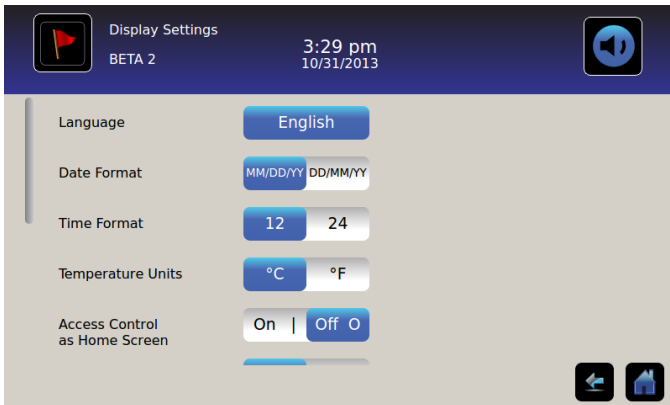 Display Settings
BETA 2
3:29 pm
10/31/2013
Language
English
Date Format
MM/DD/YY DD/MM/YY
Time Format
12 24
Temperature Units
°C °F
Access Control
as Home Screen
On | Off O